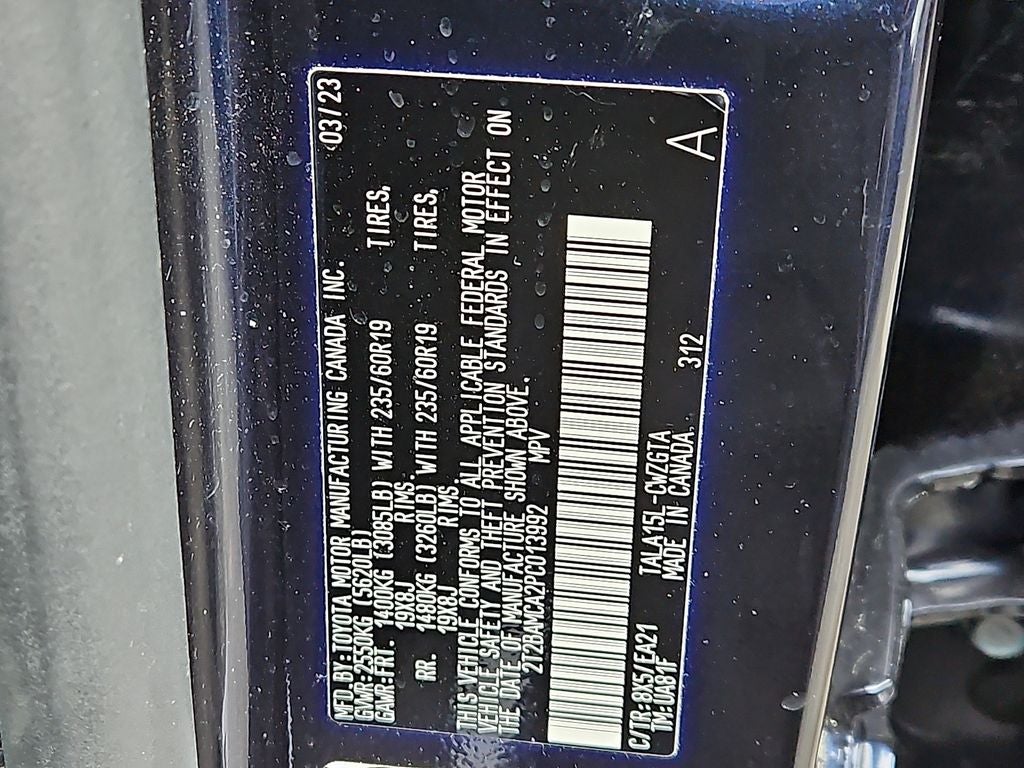 MFD.BY:TOYOTA MOTOR MANUFACTURING CANADA INC. 03/23
GVWR:2550KG (5620LB)
GAWR:FRT. 1400KG (3085LB) WITH 235/60R19 TIRES,
19X8J RIMS.
RR. 1480KG (3260LB) WITH 235/60R19 TIRES,
19X8J RIMS.
THIS VEHICLE CONFORMS TO ALL APPLICABLE FEDERAL MOTOR
VEHICLE SAFETY AND THEFT PREVENTION STANDARDS IN EFFECT ON
THE DATE OF MANUFACTURE SHOWN ABOVE.
2T2BAMCA2PC013992 MPV
C/TR:8X5/EA21 TALA15L-CWZGTA 312
TM:UA81F MADE IN CANADA
A